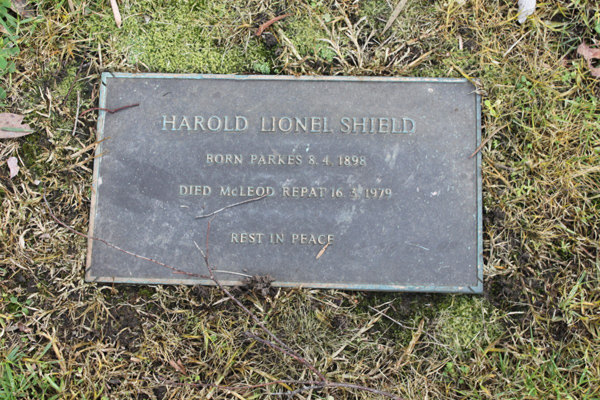 HAROLD LIONEL SHIELD
BORN PARKES 8. 4. 1898
DIED McLEOD REPAT 16. 3. 1979
REST IN PEACE